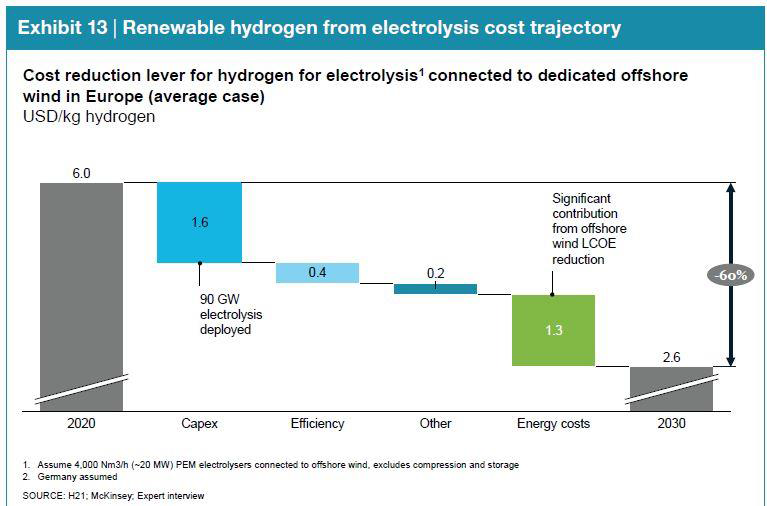 Exhibit 13 | Renewable hydrogen from electrolysis cost trajectory
Cost reduction lever for hydrogen for electrolysis¹ connected to dedicated offshore
wind in Europe (average case)
USD/kg hydrogen
6.0
1.6
90 GW
electrolysis
deployed
0.4
0.2
Significant
contribution
from offshore
wind LCOE
reduction
1.3
-60%
2.6
2020
Capex
Efficiency
Other
Energy costs
2030
1. Assume 4,000 Nm3/h (~20 MW) PEM electrolysers connected to offshore wind, excludes compression and storage
2. Germany assumed
SOURCE: H21; McKinsey; Expert interview